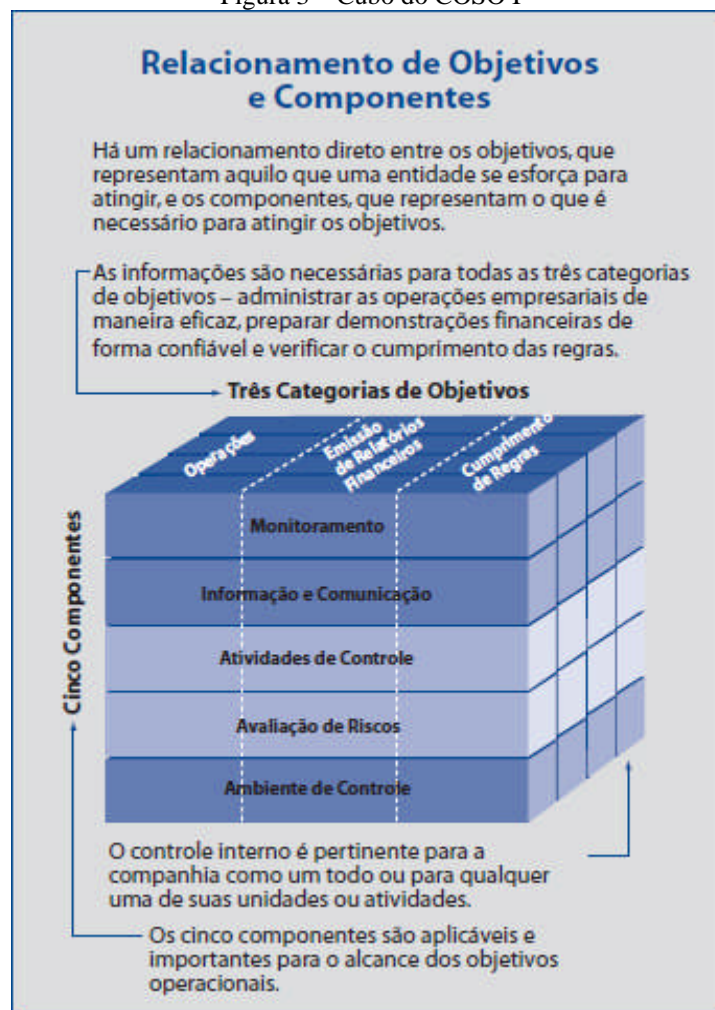 Figura 3 – Cubo do COSO I
Relacionamento de Objetivos
e Componentes
Há um relacionamento direto entre os objetivos, que
representam aquilo que uma entidade se esforça para
atingir, e os componentes, que representam o que é
necessário para atingir os objetivos.
As informações são necessárias para todas as três categorias
de objetivos – administrar as operações empresariais de
maneira eficaz, preparar demonstrações financeiras de
forma confiável e verificar o cumprimento das regras.
Três Categorias de Objetivos
Operações
Emissão
de Relatórios
Financeiros
Cumprimento
de Regras
Cinco Componentes
Monitoramento
Informação e Comunicação
Atividades de Controle
Avaliação de Riscos
Ambiente de Controle
O controle interno é pertinente para a
companhia como um todo ou para qualquer
uma de suas unidades ou atividades.
Os cinco componentes são aplicáveis e
importantes para o alcance dos objetivos
operacionais.